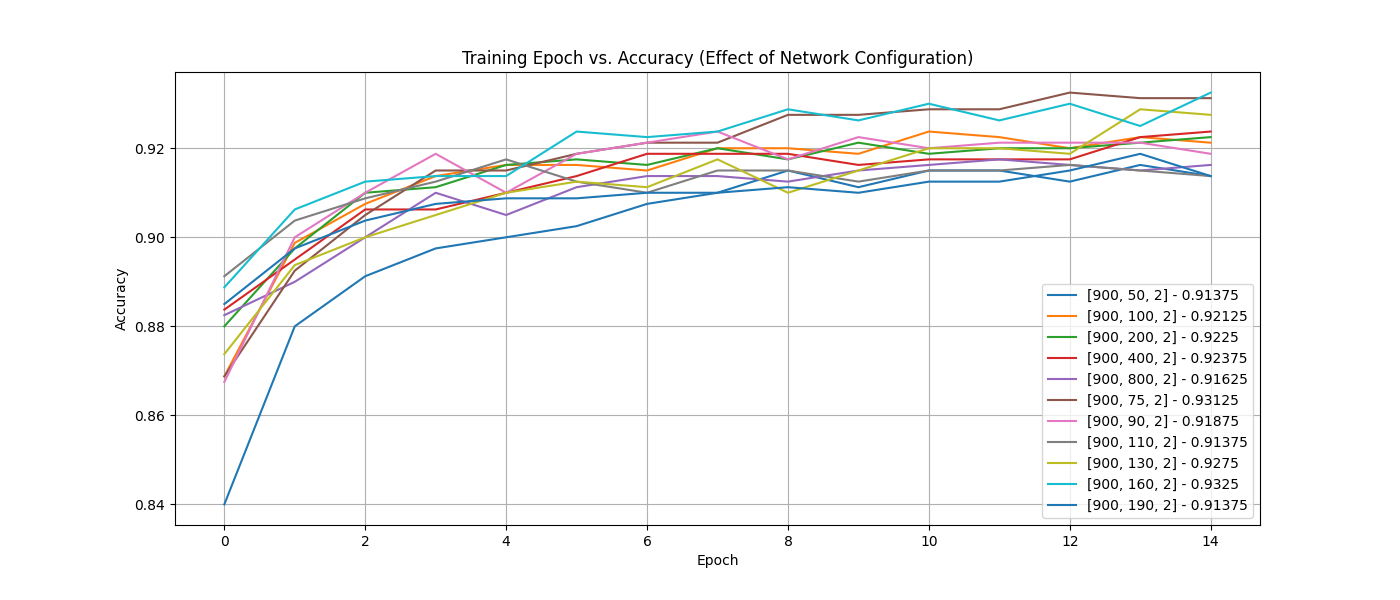 Training Epoch vs. Accuracy (Effect of Network Configuration)
Accuracy
0.92
0.90
0.88
0.86
0.84
[900, 50, 2] - 0.91375
[900, 100, 2] - 0.92125
[900, 200, 2] - 0.9225
[900, 400, 2] - 0.92375
[900, 800, 2] - 0.91625
[900, 75, 2] - 0.93125
[900, 90, 2] - 0.91875
[900, 110, 2] - 0.91375
[900, 130, 2] - 0.9275
[900, 160, 2] - 0.9325
[900, 190, 2] - 0.91375
0 2 4 6 8 10 12 14
Epoch